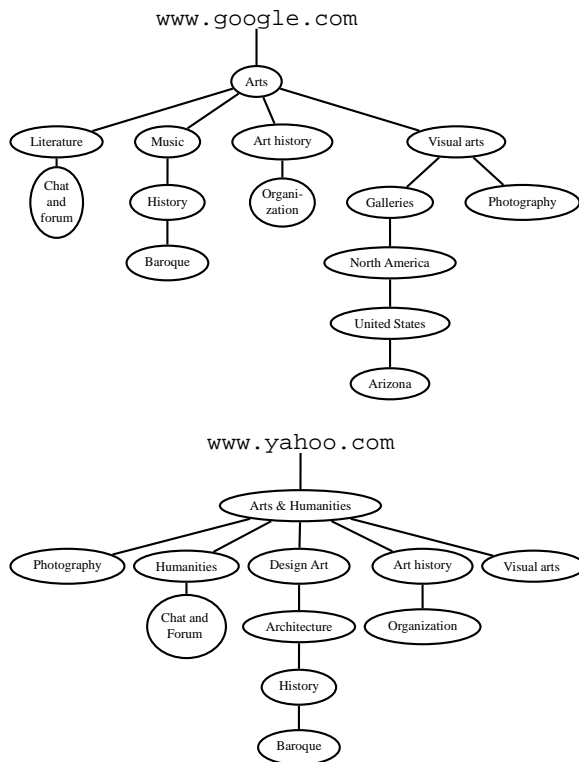 www.google.com
Arts
Literature
Music
Art history
Visual arts
Chat
and
forum
History
Organi-
zation
Galleries
Photography
Baroque
North America
United States
Arizona
www.yahoo.com
Arts & Humanities
Photography
Humanities
Design Art
Art history
Visual arts
Chat and
Forum
Architecture
Organization
History
Baroque